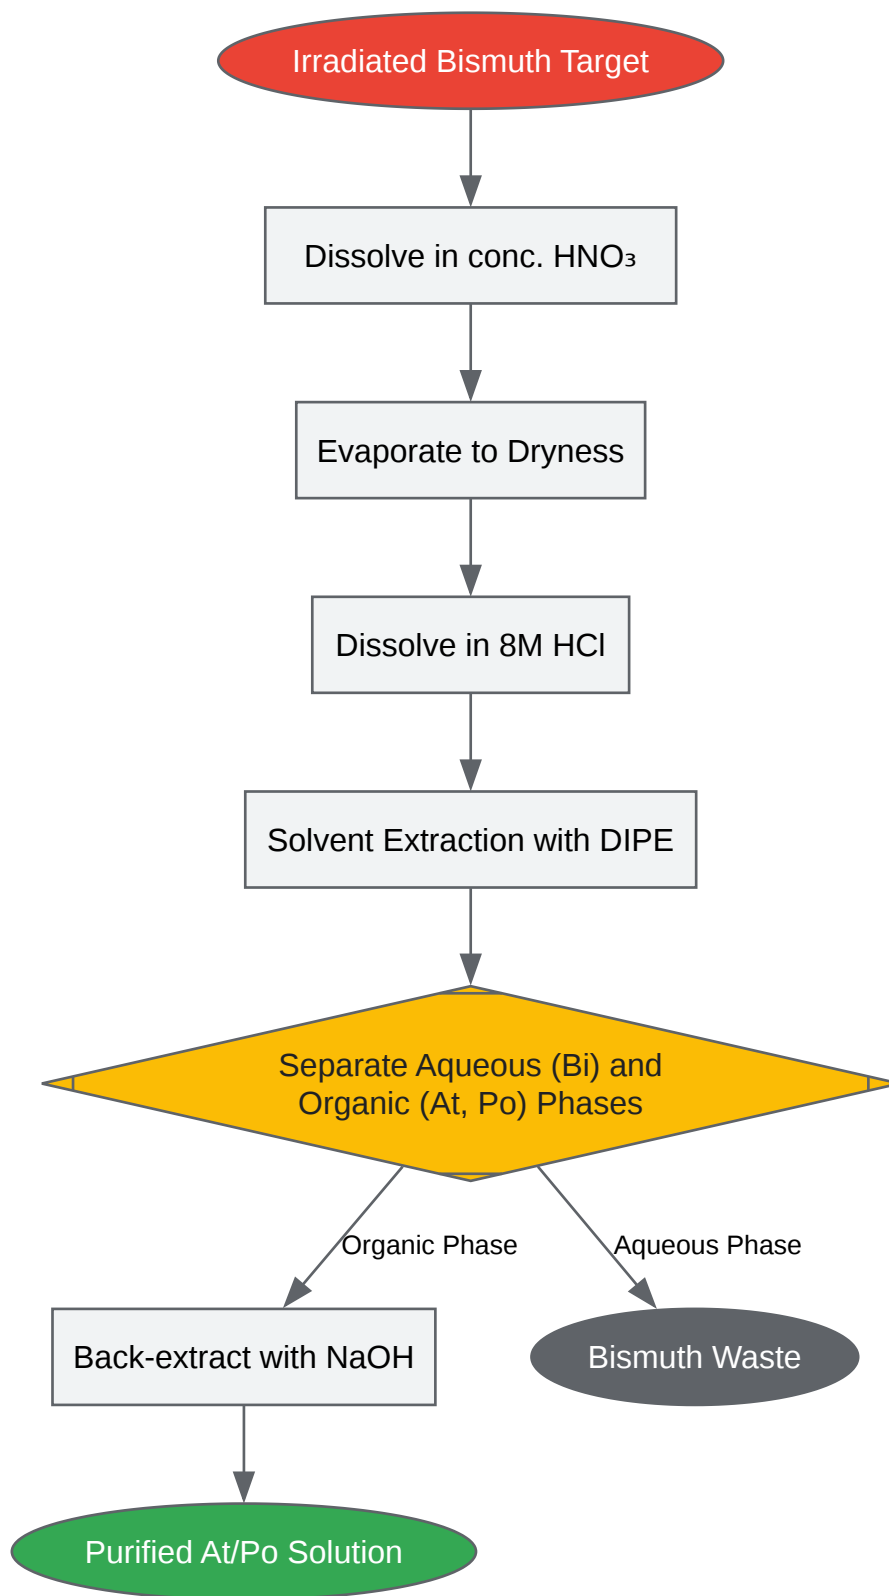 Irradiated Bismuth Target
Dissolve in conc. HNO₃
Evaporate to Dryness
Dissolve in 8M HCl
Solvent Extraction with DIPE
Separate Aqueous (Bi) and
Organic (At, Po) Phases
Organic Phase
Aqueous Phase
Back-extract with NaOH
Bismuth Waste
Purified At/Po Solution